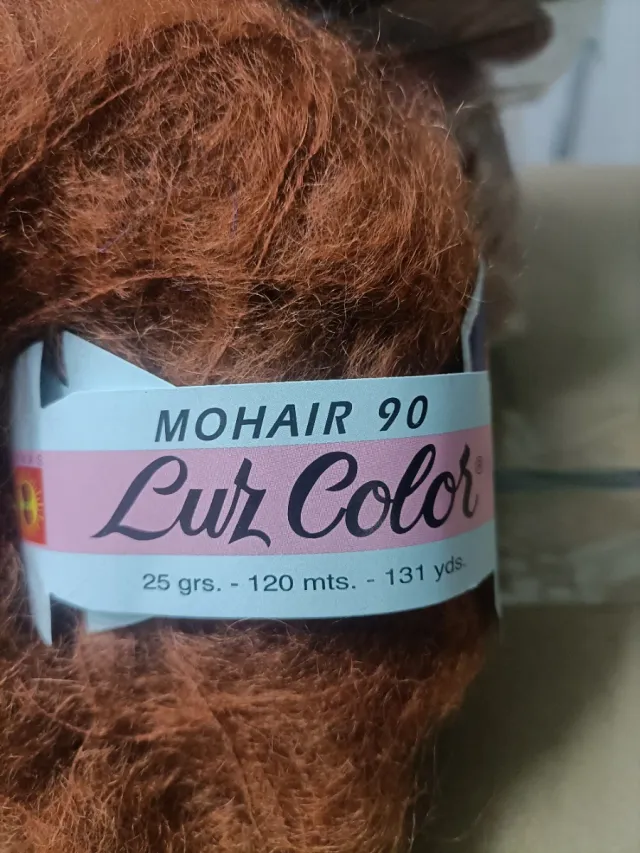 MOHAIR 90
Luz Color®
25 grs. - 120 mts. - 131 yds.